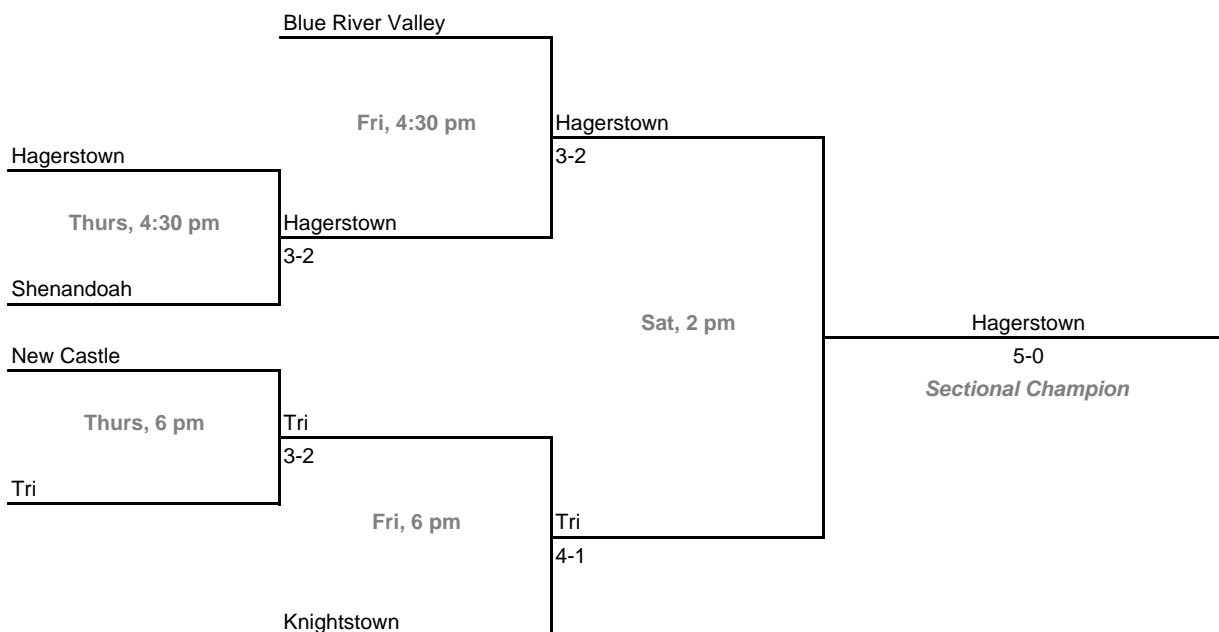 Blue River Valley
Fri, 4:30 pm
Hagerstown
3-2
Hagerstown
Thurs, 4:30 pm
Hagerstown
3-2
Shenandoah
Sat, 2 pm
Hagerstown
5-0
Sectional Champion
New Castle
Thurs, 6 pm
Tri
3-2
Tri
Fri, 6 pm
Tri
4-1
Knightstown